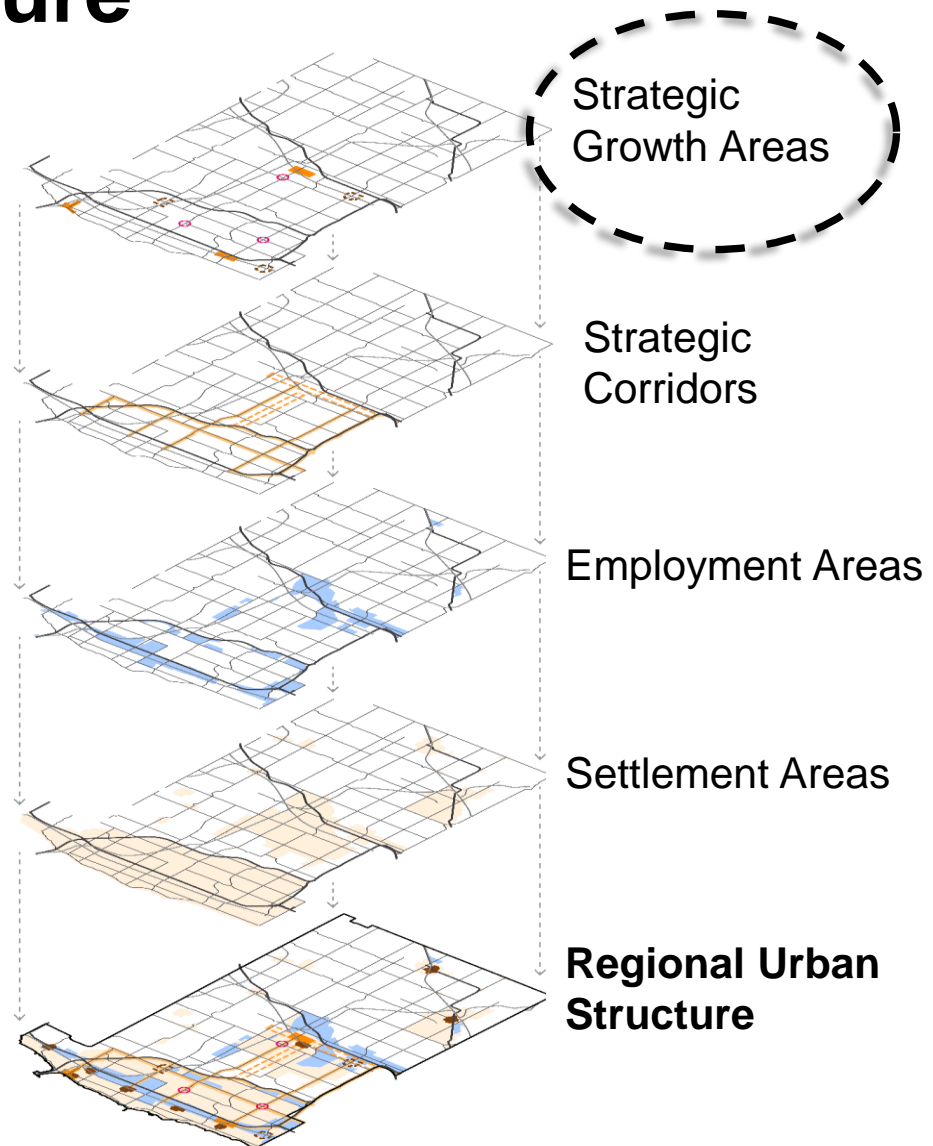 ure
Strategic
Growth Areas
Strategic
Corridors
Employment Areas
Settlement Areas
Regional Urban
Structure